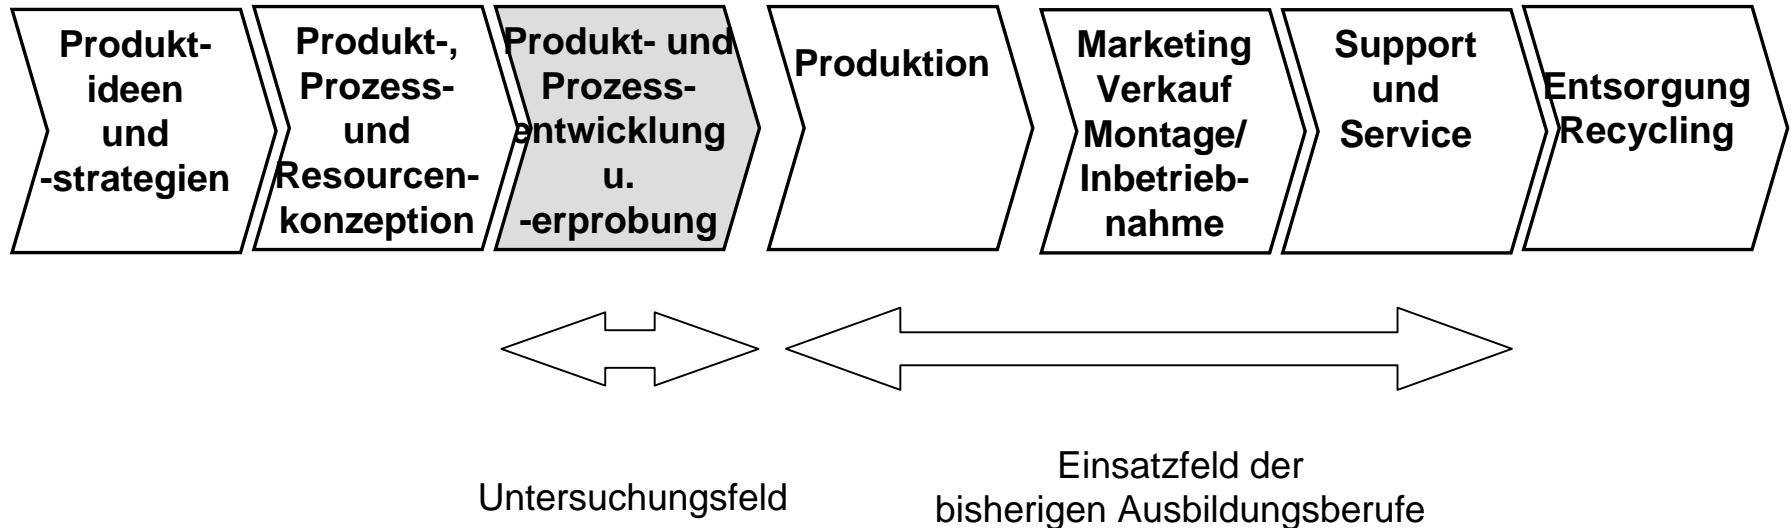 Produkt-
ideen
und
-strategien
Produkt-,
Prozess-
und
Resourcen-
konzeption
Produkt- und
Prozess-
entwicklung
u.
-erprobung
Produktion
Marketing
Verkauf
Montage/
Inbetrieb-
nahme
Support
und
Service
Entsorgung
Recycling
Untersuchungsfeld
Einsatzfeld der
bisherigen Ausbildungsberufe